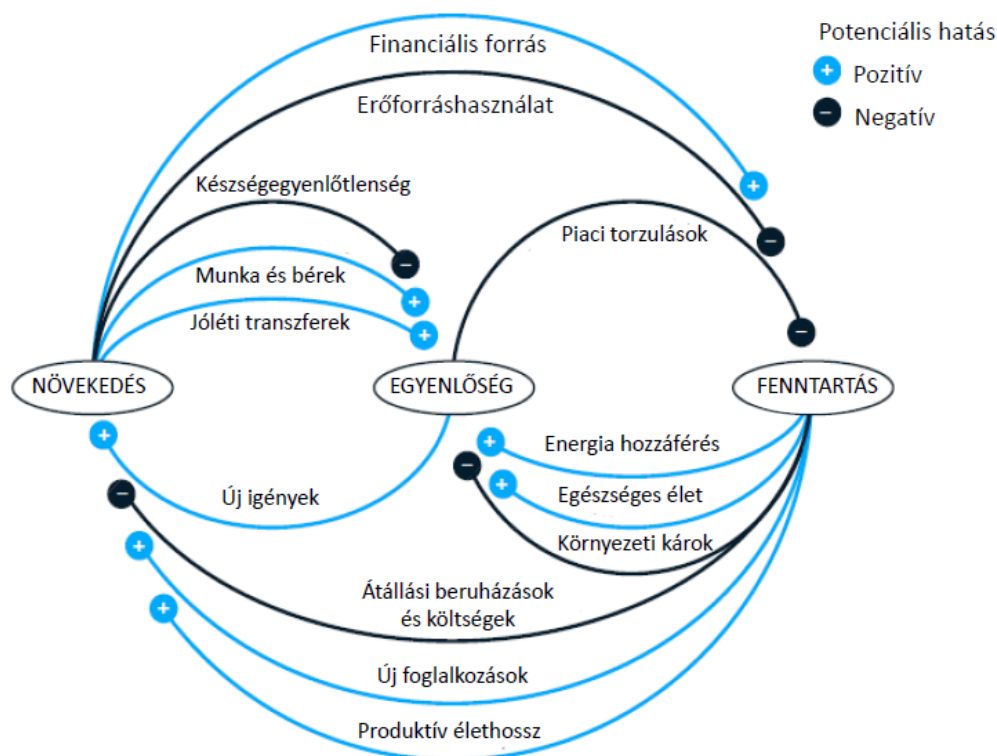 Financiális forrás
Erőforráshasználat
Készségegyenlőtlenség
Munka és bérek
Jóléti transzferek
Piaci torzulások
Potenciális hatás
+ Pozitív
− Negatív
+
−
−
+
+
−
NÖVEKEDÉS
EGYENLŐSÉG
FENNTARTÁS
+
−
+
+
−
+
+
Új igények
Energia hozzáférés
Egészséges élet
Környezeti károk
Átállási beruházások
és költségek
Új foglalkozások
Produktív élethossz